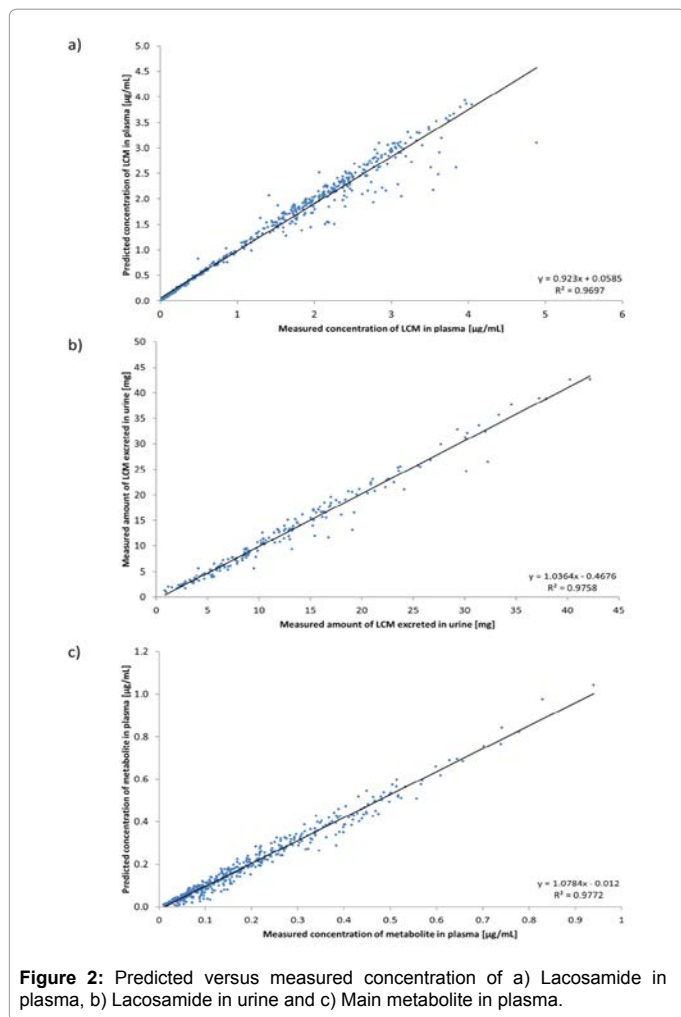 a)
5.0
4.5
4.0
3.5
3.0
2.5
2.0
1.5
1.0
0.5
0.0
Predicted concentration of LCM in plasma [µg/mL]
y = 0.923x + 0.0585
R² = 0.9697
0 1 2 3 4 5 6
Measured concentration of LCM in plasma [µg/mL]
b)
50
45
40
35
30
25
20
15
10
5
0
Measured amount of LCM excreted in urine [mg]
y = 1.0364x - 0.4676
R² = 0.9758
0 5 10 15 20 25 30 35 40 45
Measured amount of LCM excreted in urine [mg]
c)
1.2
1.0
0.8
0.6
0.4
0.2
0.0
Predicted concentration of metabolite in plasma [µg/mL]
y = 1.0784x - 0.012
R² = 0.9772
0 0.1 0.2 0.3 0.4 0.5 0.6 0.7 0.8 0.9 1
Measured concentration of metabolite in plasma [µg/mL]
Figure 2: Predicted versus measured concentration of a) Lacosamide in
plasma, b) Lacosamide in urine and c) Main metabolite in plasma.